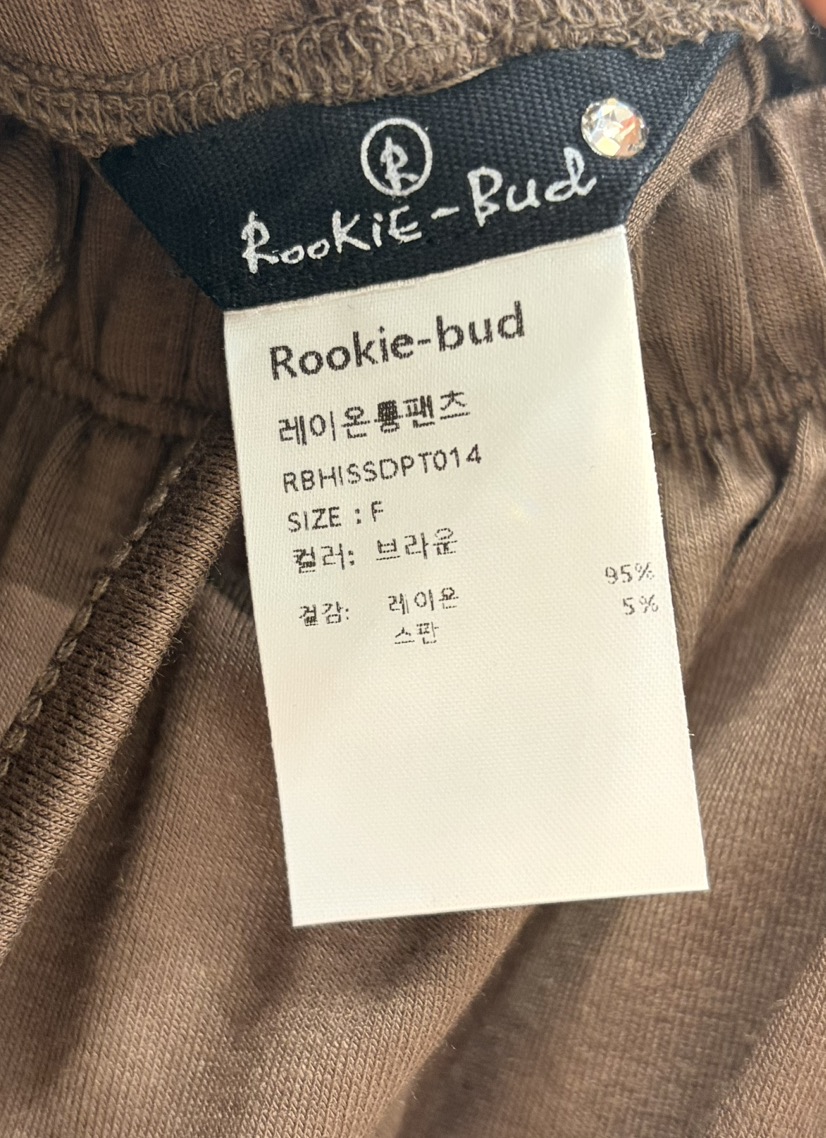 R
RooKiE-Bud
Rookie-bud
레이온통팬츠
RBHISSDPT014
SIZE : F
컬러: 브라운
겉감: 레이온 95%
스판 5%